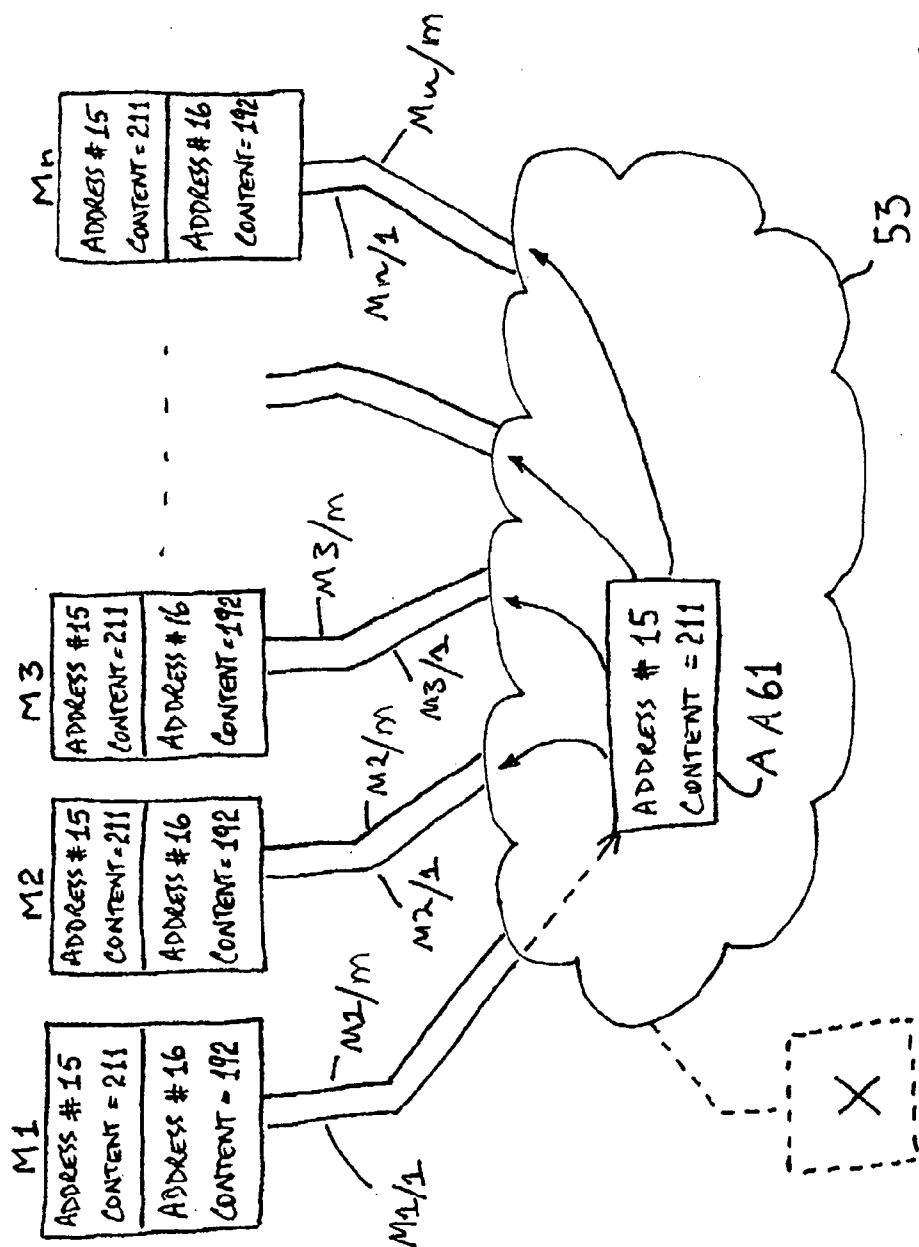 M1
ADDRESS #15
CONTENT = 211
ADDRESS #16
CONTENT = 192
M2
ADDRESS #15
CONTENT=211
ADDRESS #16
CONTENT=192
M3
ADDRESS #15
CONTENT=211
ADDRESS #16
CONTENT=192
Mn
ADDRESS #15
CONTENT=211
ADDRESS #16
CONTENT=192
M1/1
M1/m
M2/1
M2/m
M3/1
M3/m
Mn/1
Mn/m
ADDRESS # 15
CONTENT = 211
A A61
53
X